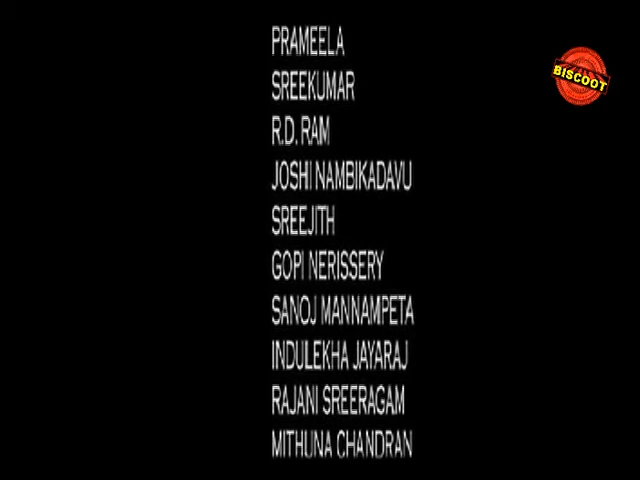 PRAMEELA
SREEKUMAR
R.D. RAM
JOSHI NAMBIKADAVU
SREEJITH
GOPI NERISSERY
SANOJ MANNAMPETA
INDULEKHA JAYARAJ
RAJANI SREERAGAM
MITHUNA CHANDRAN
BISCOOT